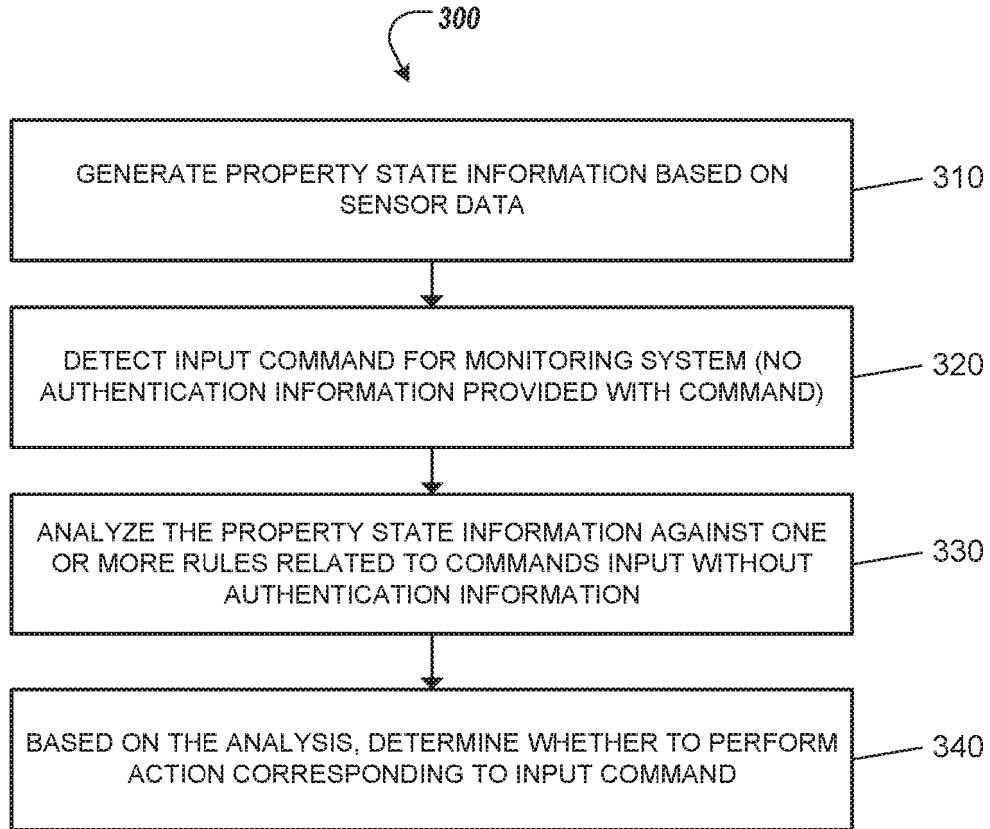 300
GENERATE PROPERTY STATE INFORMATION BASED ON
SENSOR DATA
310
DETECT INPUT COMMAND FOR MONITORING SYSTEM (NO
AUTHENTICATION INFORMATION PROVIDED WITH COMMAND)
320
ANALYZE THE PROPERTY STATE INFORMATION AGAINST ONE
OR MORE RULES RELATED TO COMMANDS INPUT WITHOUT
AUTHENTICATION INFORMATION
330
BASED ON THE ANALYSIS, DETERMINE WHETHER TO PERFORM
ACTION CORRESPONDING TO INPUT COMMAND
340